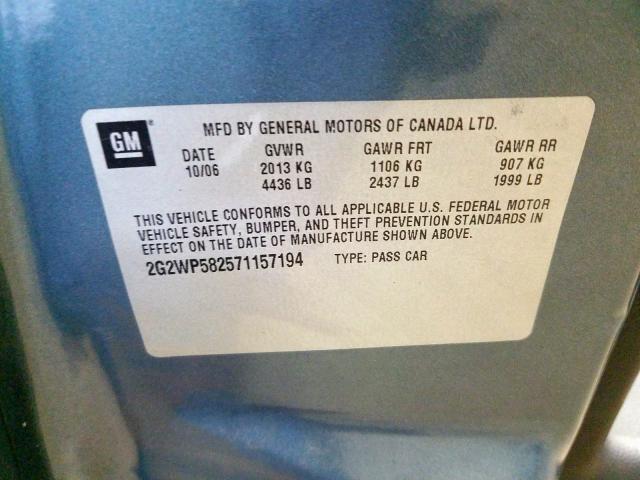 GM
MFD BY GENERAL MOTORS OF CANADA LTD.
DATE GVWR GAWR FRT GAWR RR
10/06 2013 KG 1106 KG 907 KG
4436 LB 2437 LB 1999 LB
THIS VEHICLE CONFORMS TO ALL APPLICABLE U.S. FEDERAL MOTOR
VEHICLE SAFETY, BUMPER, AND THEFT PREVENTION STANDARDS IN
EFFECT ON THE DATE OF MANUFACTURE SHOWN ABOVE.
2G2WP582571157194 TYPE: PASS CAR